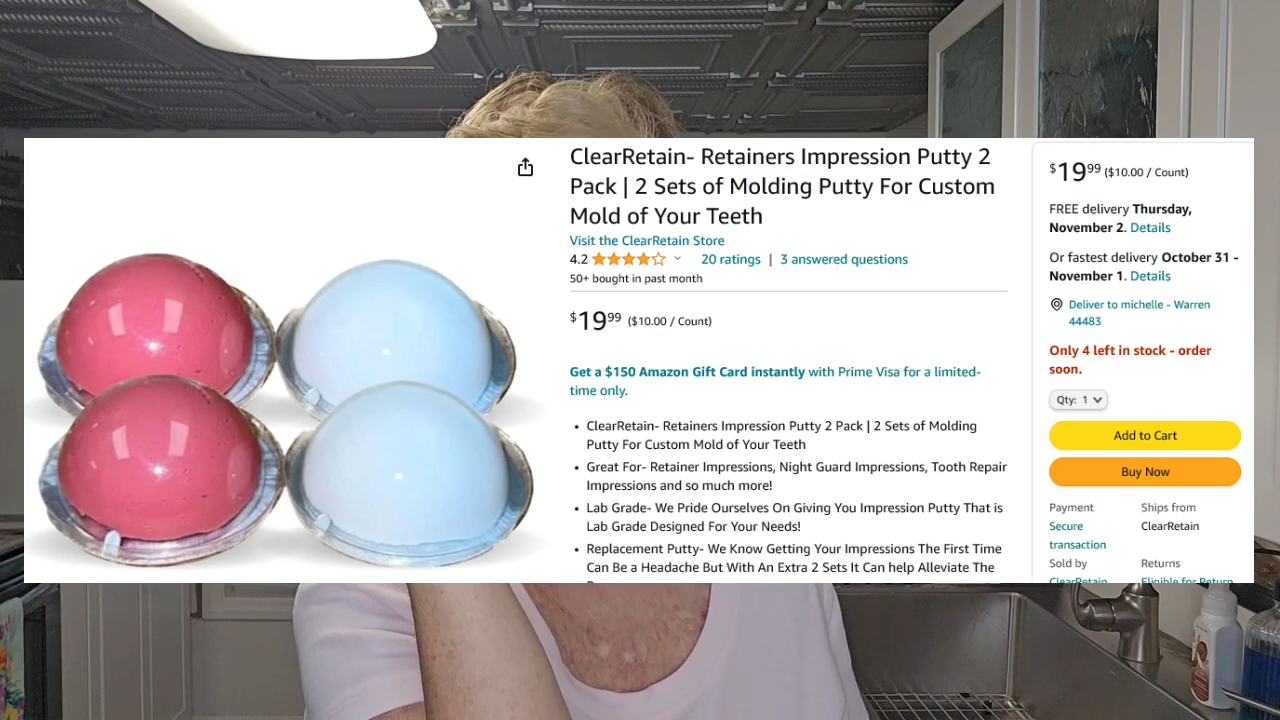 ClearRetain- Retainers Impression Putty 2
Pack | 2 Sets of Molding Putty For Custom
Mold of Your Teeth
Visit the ClearRetain Store
4.2
20 ratings | 3 answered questions
50+ bought in past month
$19.99 ($10.00 / Count)
Get a $150 Amazon Gift Card instantly with Prime Visa for a limited-
time only.
• ClearRetain- Retainers Impression Putty 2 Pack | 2 Sets of Molding
Putty For Custom Mold of Your Teeth
• Great For- Retainer Impressions, Night Guard Impressions, Tooth Repair
Impressions and so much more!
• Lab Grade- We Pride Ourselves On Giving You Impression Putty That is
Lab Grade Designed For Your Needs!
• Replacement Putty- We Know Getting Your Impressions The First Time
Can be a Headache But With An Extra 2 Sets It Can help Alleviate The
$19.99 ($10.00 / Count)
FREE delivery Thursday,
November 2. Details
Or fastest delivery October 31 -
November 1. Details
Deliver to michelle - Warren
44483
Only 4 left in stock - order
soon.
Qty: 1
Add to Cart
Buy Now
Payment Ships from
Secure ClearRetain
transaction
Sold by Returns
ClearRetain Eligible for Return